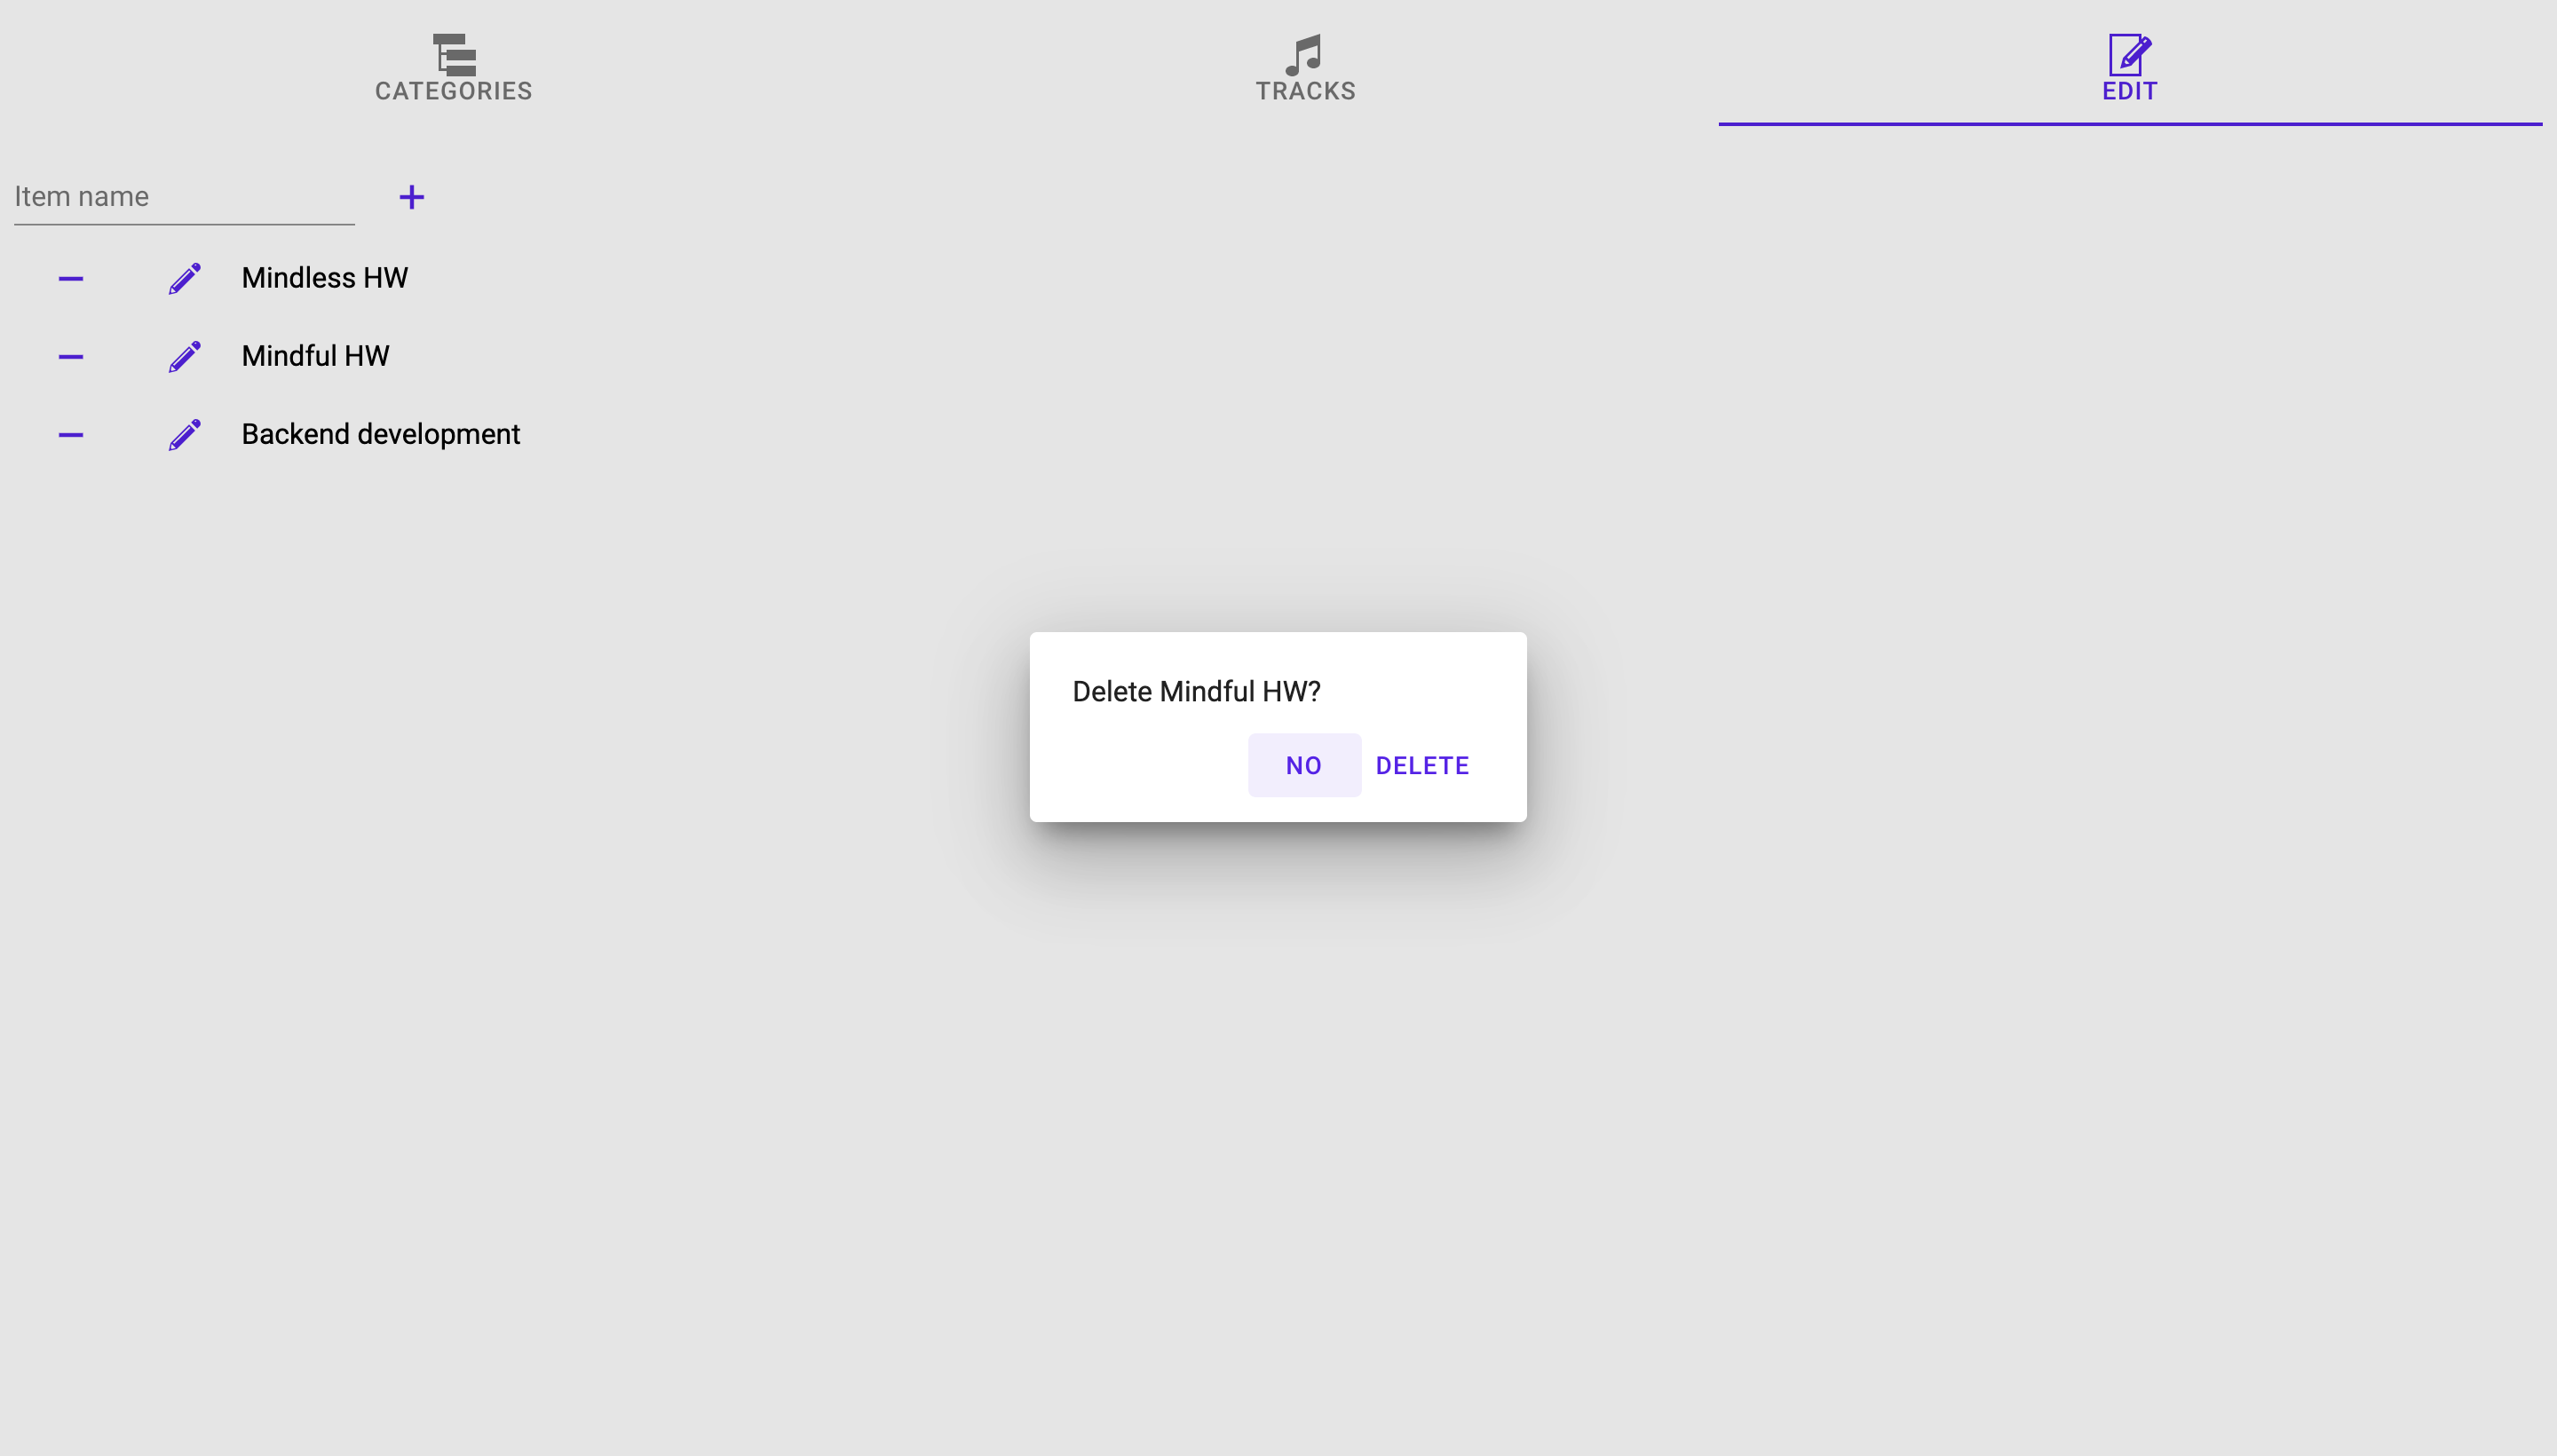 CATEGORIES
TRACKS
EDIT
Item name
Mindless HW
Mindful HW
Backend development
Delete Mindful HW?
NO
DELETE